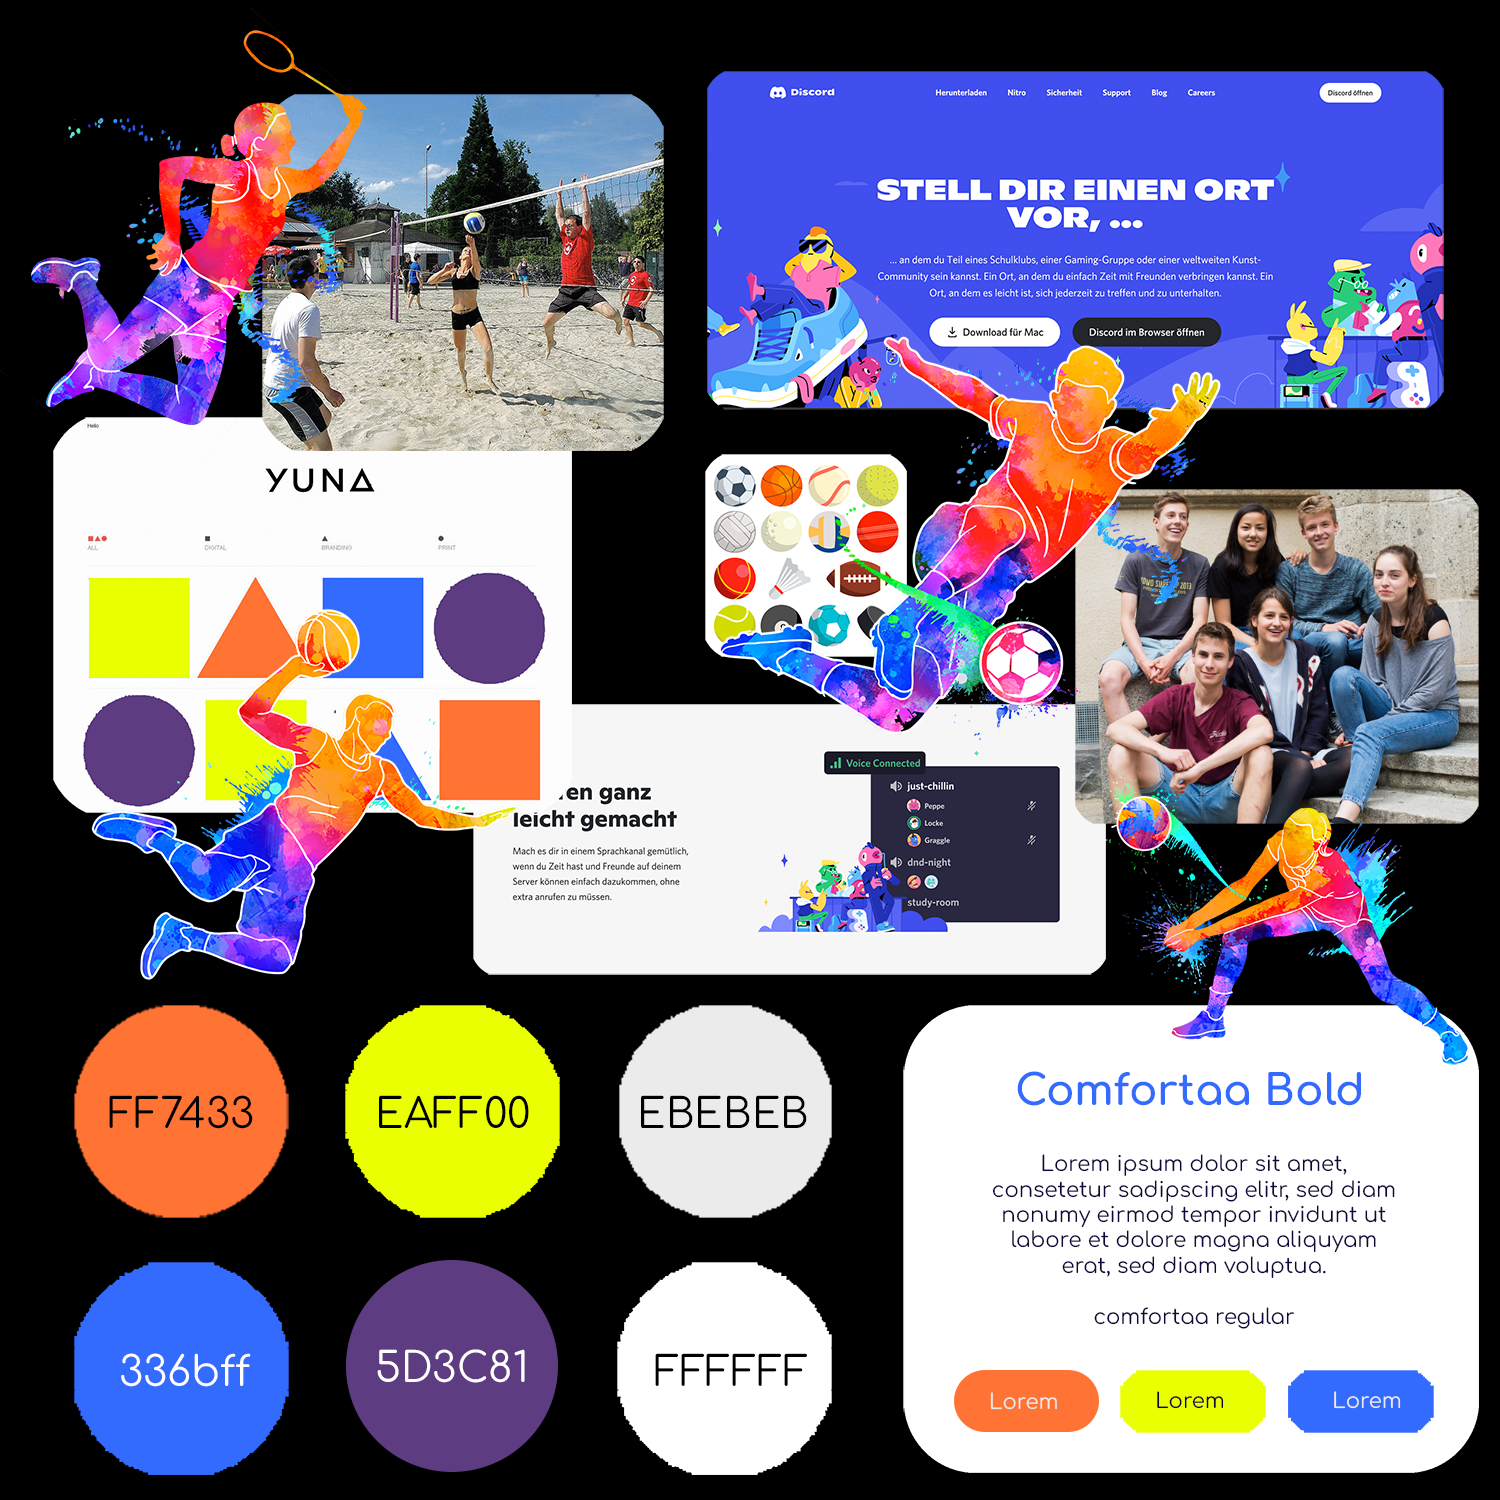 Discord
Herunterladen Nitro Sicherheit Support Blog Careers
Discord öffnen
STELL DIR EINEN ORT
VOR, ...
... an dem du Teil eines Schulklubs, einer Gaming-Gruppe oder einer weltweiten Kunst-
Community sein kannst. Ein Ort, an dem du einfach Zeit mit Freunden verbringen kannst. Ein
Ort, an dem es leicht ist, sich jederzeit zu treffen und zu unterhalten.
Download für Mac
Discord im Browser öffnen
Hello
YUNA
ALL DIGITAL BRANDING PRINT
2013
ganz
leicht gemacht
Mach es dir in einem Sprachkanal gemütlich,
wenn du Zeit hast und Freunde auf deinem
Server können einfach dazukommen, ohne
extra anrufen zu müssen.
Voice Connected
just-chillin
Peppe
Locke
Graggle
dnd-night
study-room
FF7433
EAFF00
EBEBEB
336bff
5D3C81
FFFFFF
Comfortaa Bold
Lorem ipsum dolor sit amet,
consetetur sadipscing elitr, sed diam
nonumy eirmod tempor invidunt ut
labore et dolore magna aliquyam
erat, sed diam voluptua.
comfortaa regular
Lorem
Lorem
Lorem